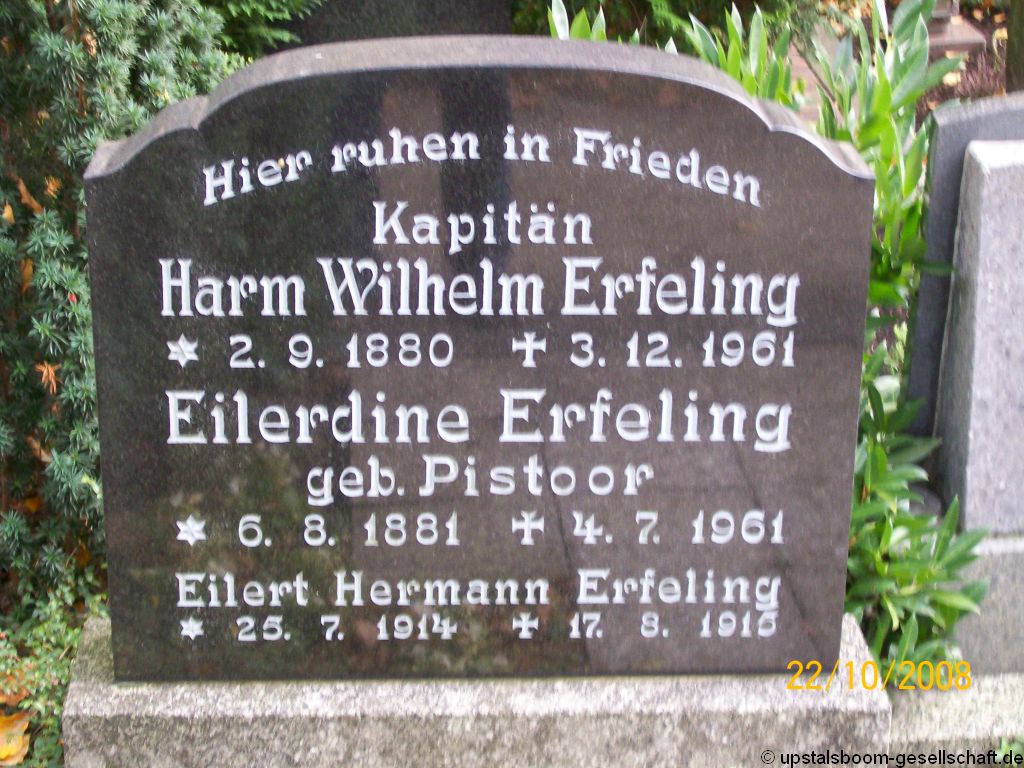 Hier ruhen in Frieden
Kapitän
Harm Wilhelm Erfeling
* 2. 9. 1880 ✝ 3. 12. 1961
Eilerdine Erfeling
geb. Pistoor
* 6. 8. 1881 ✝ 4. 7. 1961
Eilert Hermann Erfeling
* 25. 7. 1914 ✝ 17. 8. 1915
22/10/2008
© upstalsboom-gesellschaft.de